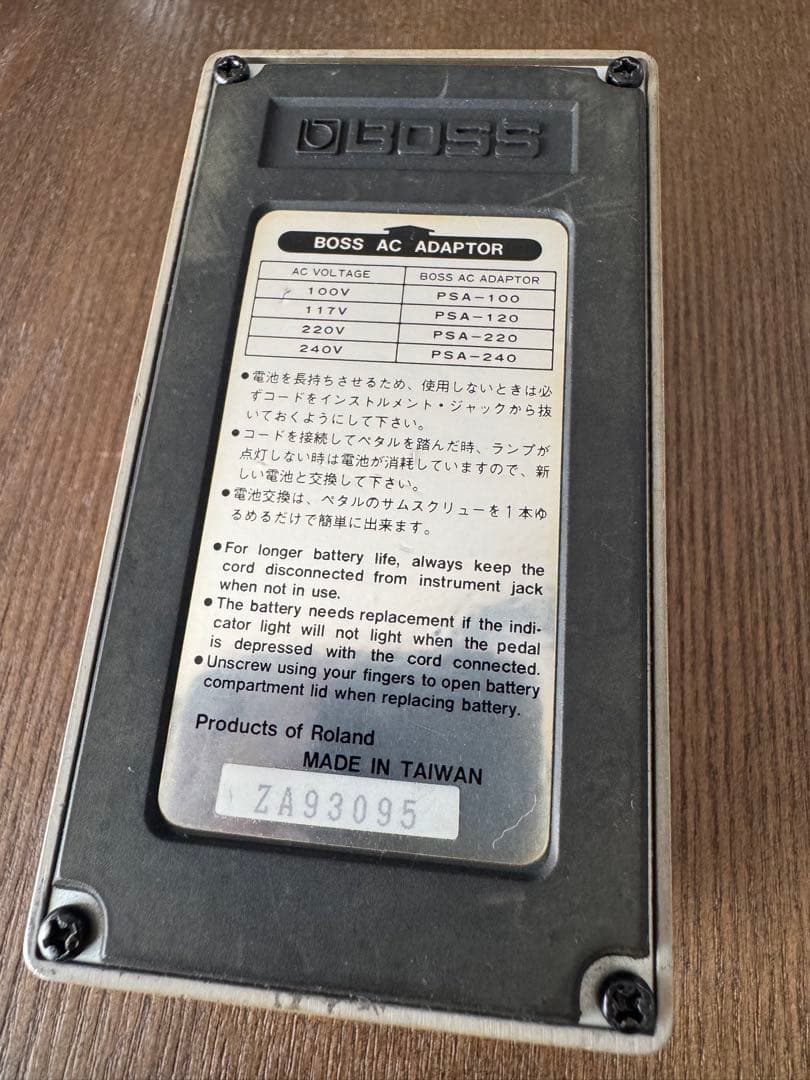 BOSS
BOSS AC ADAPTOR
AC VOLTAGE BOSS AC ADAPTOR
100V PSA-100
117V PSA-120
220V PSA-220
240V PSA-240
●電池を長持ちさせるため、使用しないときは必
ずコードをインストルメント・ジャックから抜
いておくようにして下さい。
●コードを接続してペタルを踏んだ時、ランプが
点灯しない時は電池が消耗していますので、新
しい電池と交換して下さい。
●電池交換は、ペタルのサムスクリューを1本ゆ
るめるだけで簡単に出来ます。
●For longer battery life, always keep the
cord disconnected from instrument jack
when not in use.
●The battery needs replacement if the indi-
cator light will not light when the pedal
is depressed with the cord connected.
●Unscrew using your fingers to open battery
compartment lid when replacing battery.
Products of Roland
MADE IN TAIWAN
ZA93095